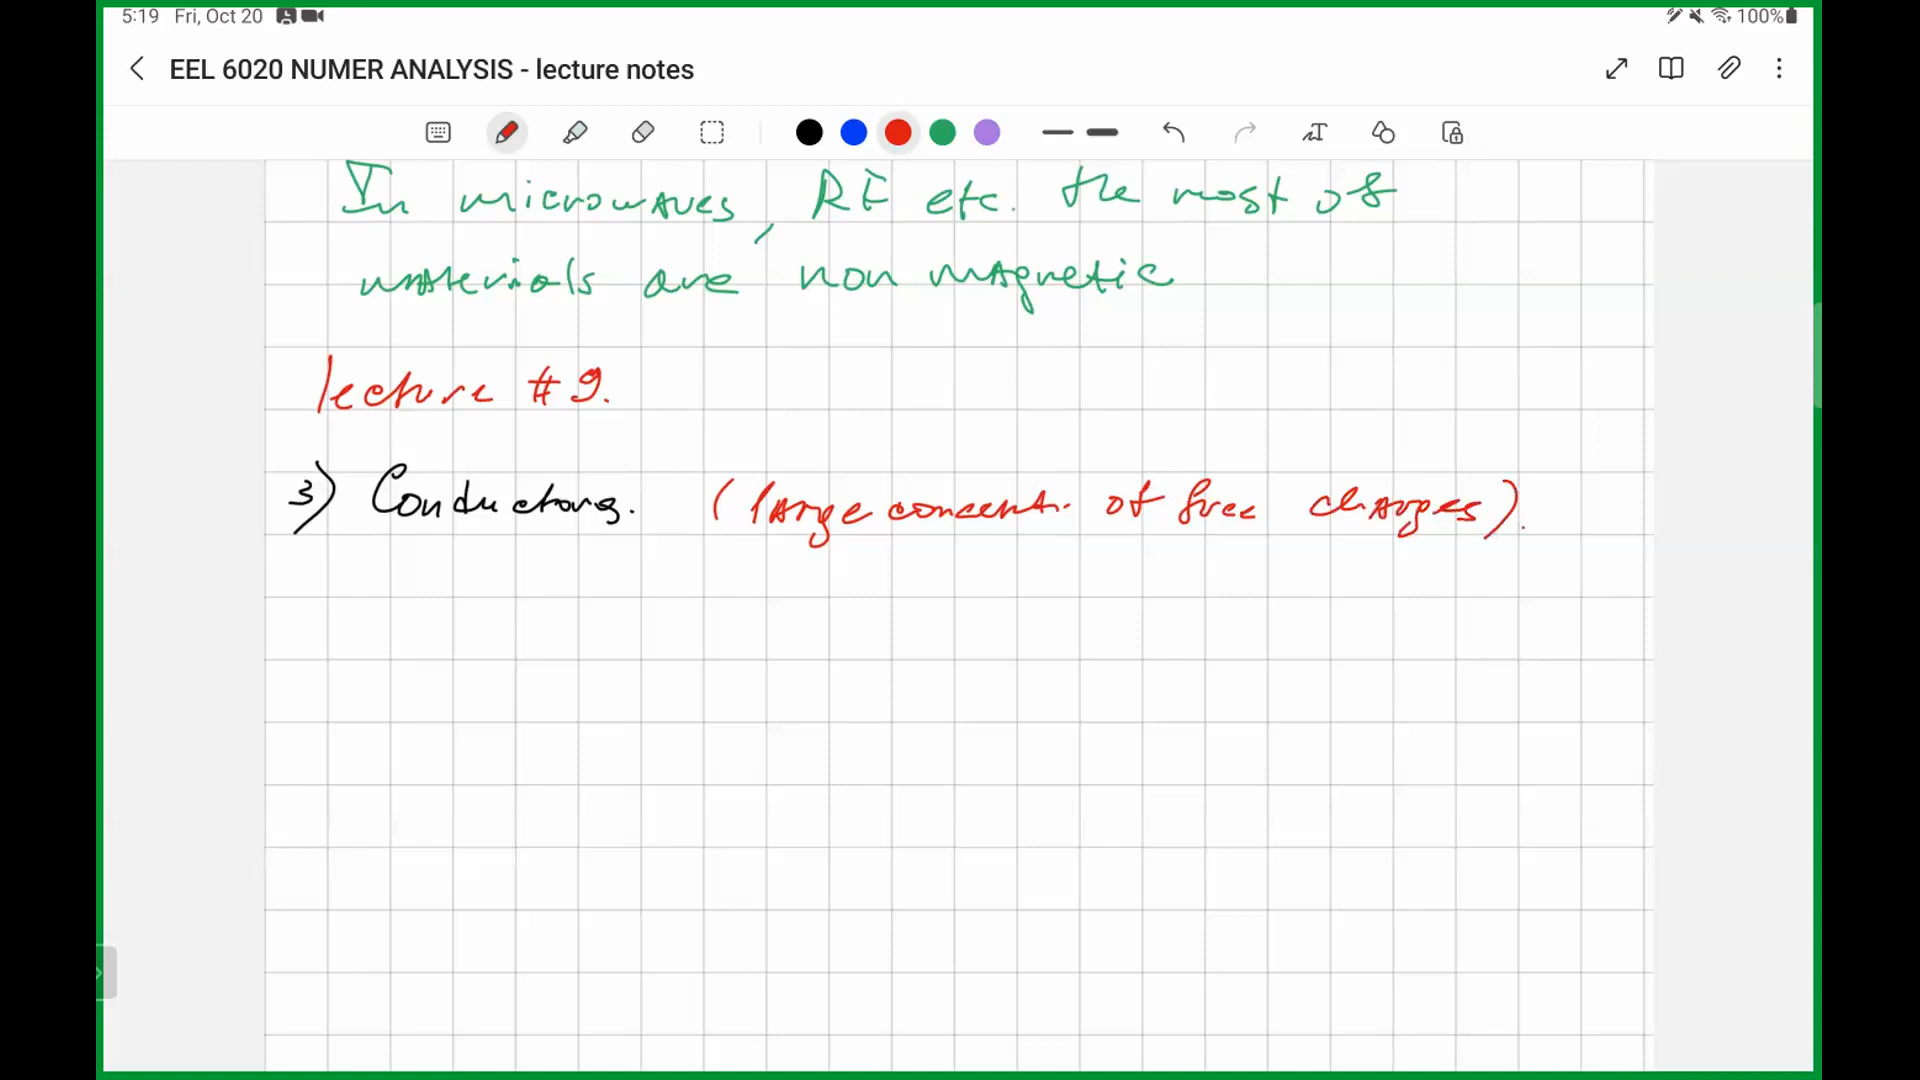 5:19 Fri, Oct 20 100%
EEL 6020 NUMER ANALYSIS - lecture notes
In microwaves, RF etc. the most of
materials are non magnetic
lecture #9.
3) Conductors. (large concentr. of free charges).